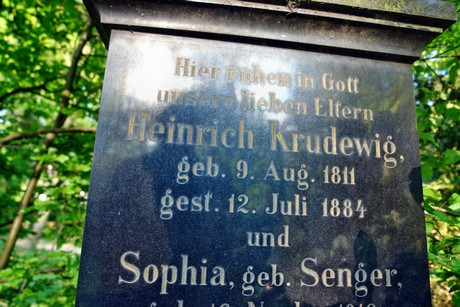 Hier ruhen in Gott
unsere lieben Eltern
Heinrich Krudewig,
geb. 9. Aug. 1811
gest. 12. Juli 1884
und
Sophia, geb. Senger,